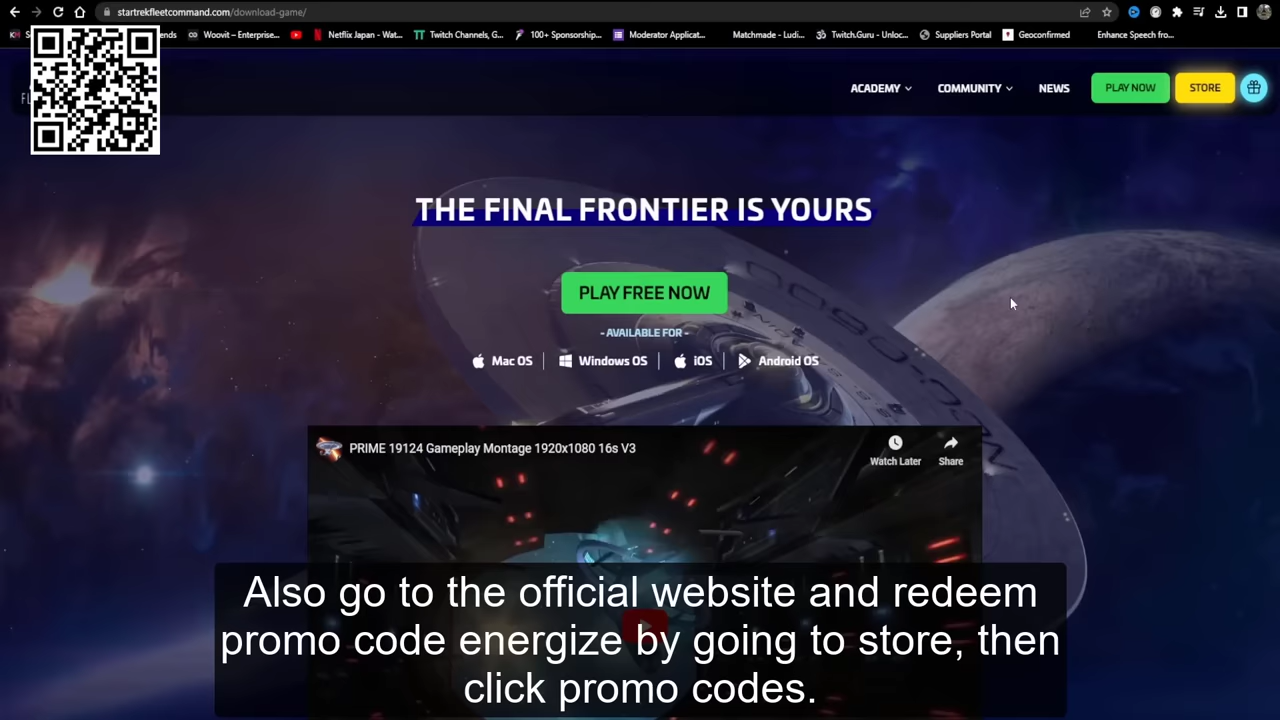 startrekfleetcommand.com/download-game/
Woovit – Enterprise...
Netflix Japan - Wat...
Twitch Channels, G...
100+ Sponsorship...
Moderator Applicat...
Matchmade - Ludi...
Twitch.Guru - Unloc...
Suppliers Portal
Geoconfirmed
Enhance Speech fro...
ACADEMY
COMMUNITY
NEWS
PLAY NOW
STORE
THE FINAL FRONTIER IS YOURS
PLAY FREE NOW
- AVAILABLE FOR -
Mac OS
Windows OS
iOS
Android OS
PRIME 19124 Gameplay Montage 1920x1080 16s V3
Watch Later
Share
Also go to the official website and redeem
promo code energize by going to store, then
click promo codes.